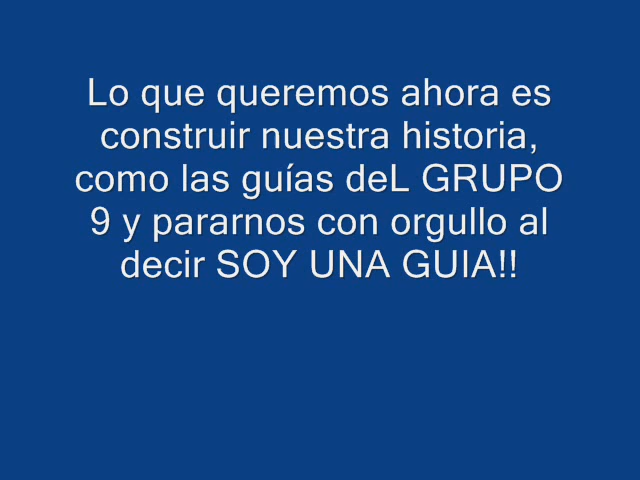 Lo que queremos ahora es
construir nuestra historia,
como las guías deL GRUPO
9 y pararnos con orgullo al
decir SOY UNA GUIA!!